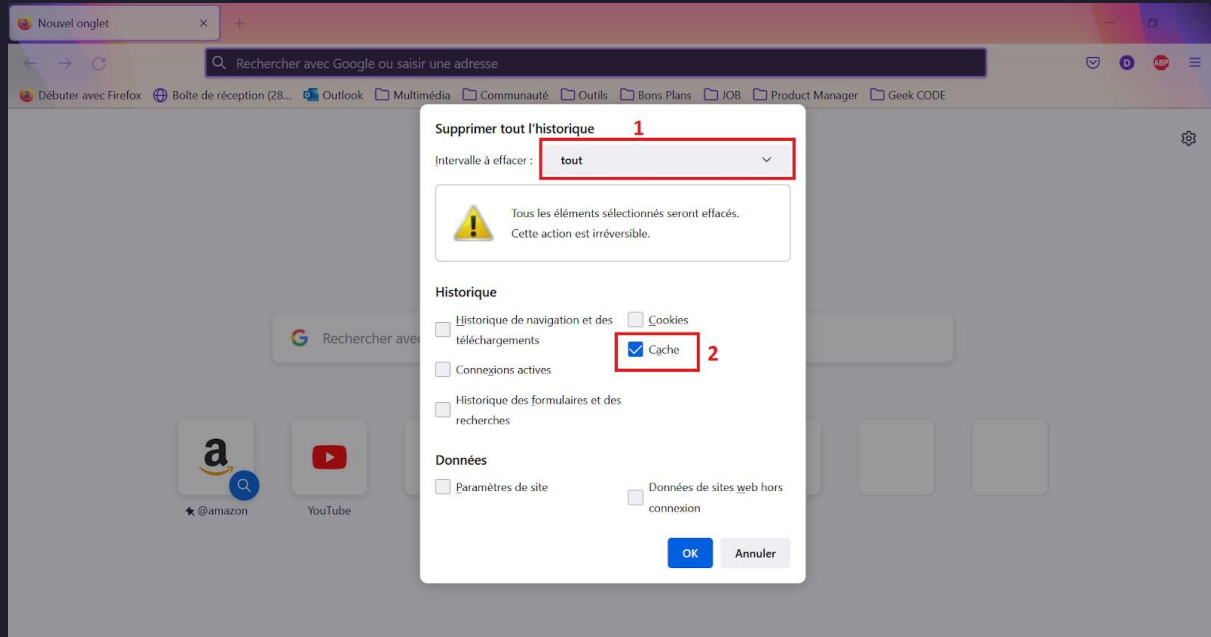 Nouvel onglet
Rechercher avec Google ou saisir une adresse
D
ABP
Débuter avec Firefox
Boîte de réception (28...
Outlook
Multimédia
Communauté
Outils
Bons Plans
JOB
Product Manager
Geek CODE
Supprimer tout l'historique
1
Intervalle à effacer :
tout
Tous les éléments sélectionnés seront effacés.
Cette action est irréversible.
Historique
Historique de navigation et des
téléchargements
Cookies
Cache
2
Connexions actives
Historique des formulaires et des
recherches
Rechercher avec
Données
Paramètres de site
Données de sites web hors
connexion
@amazon
YouTube
OK
Annuler